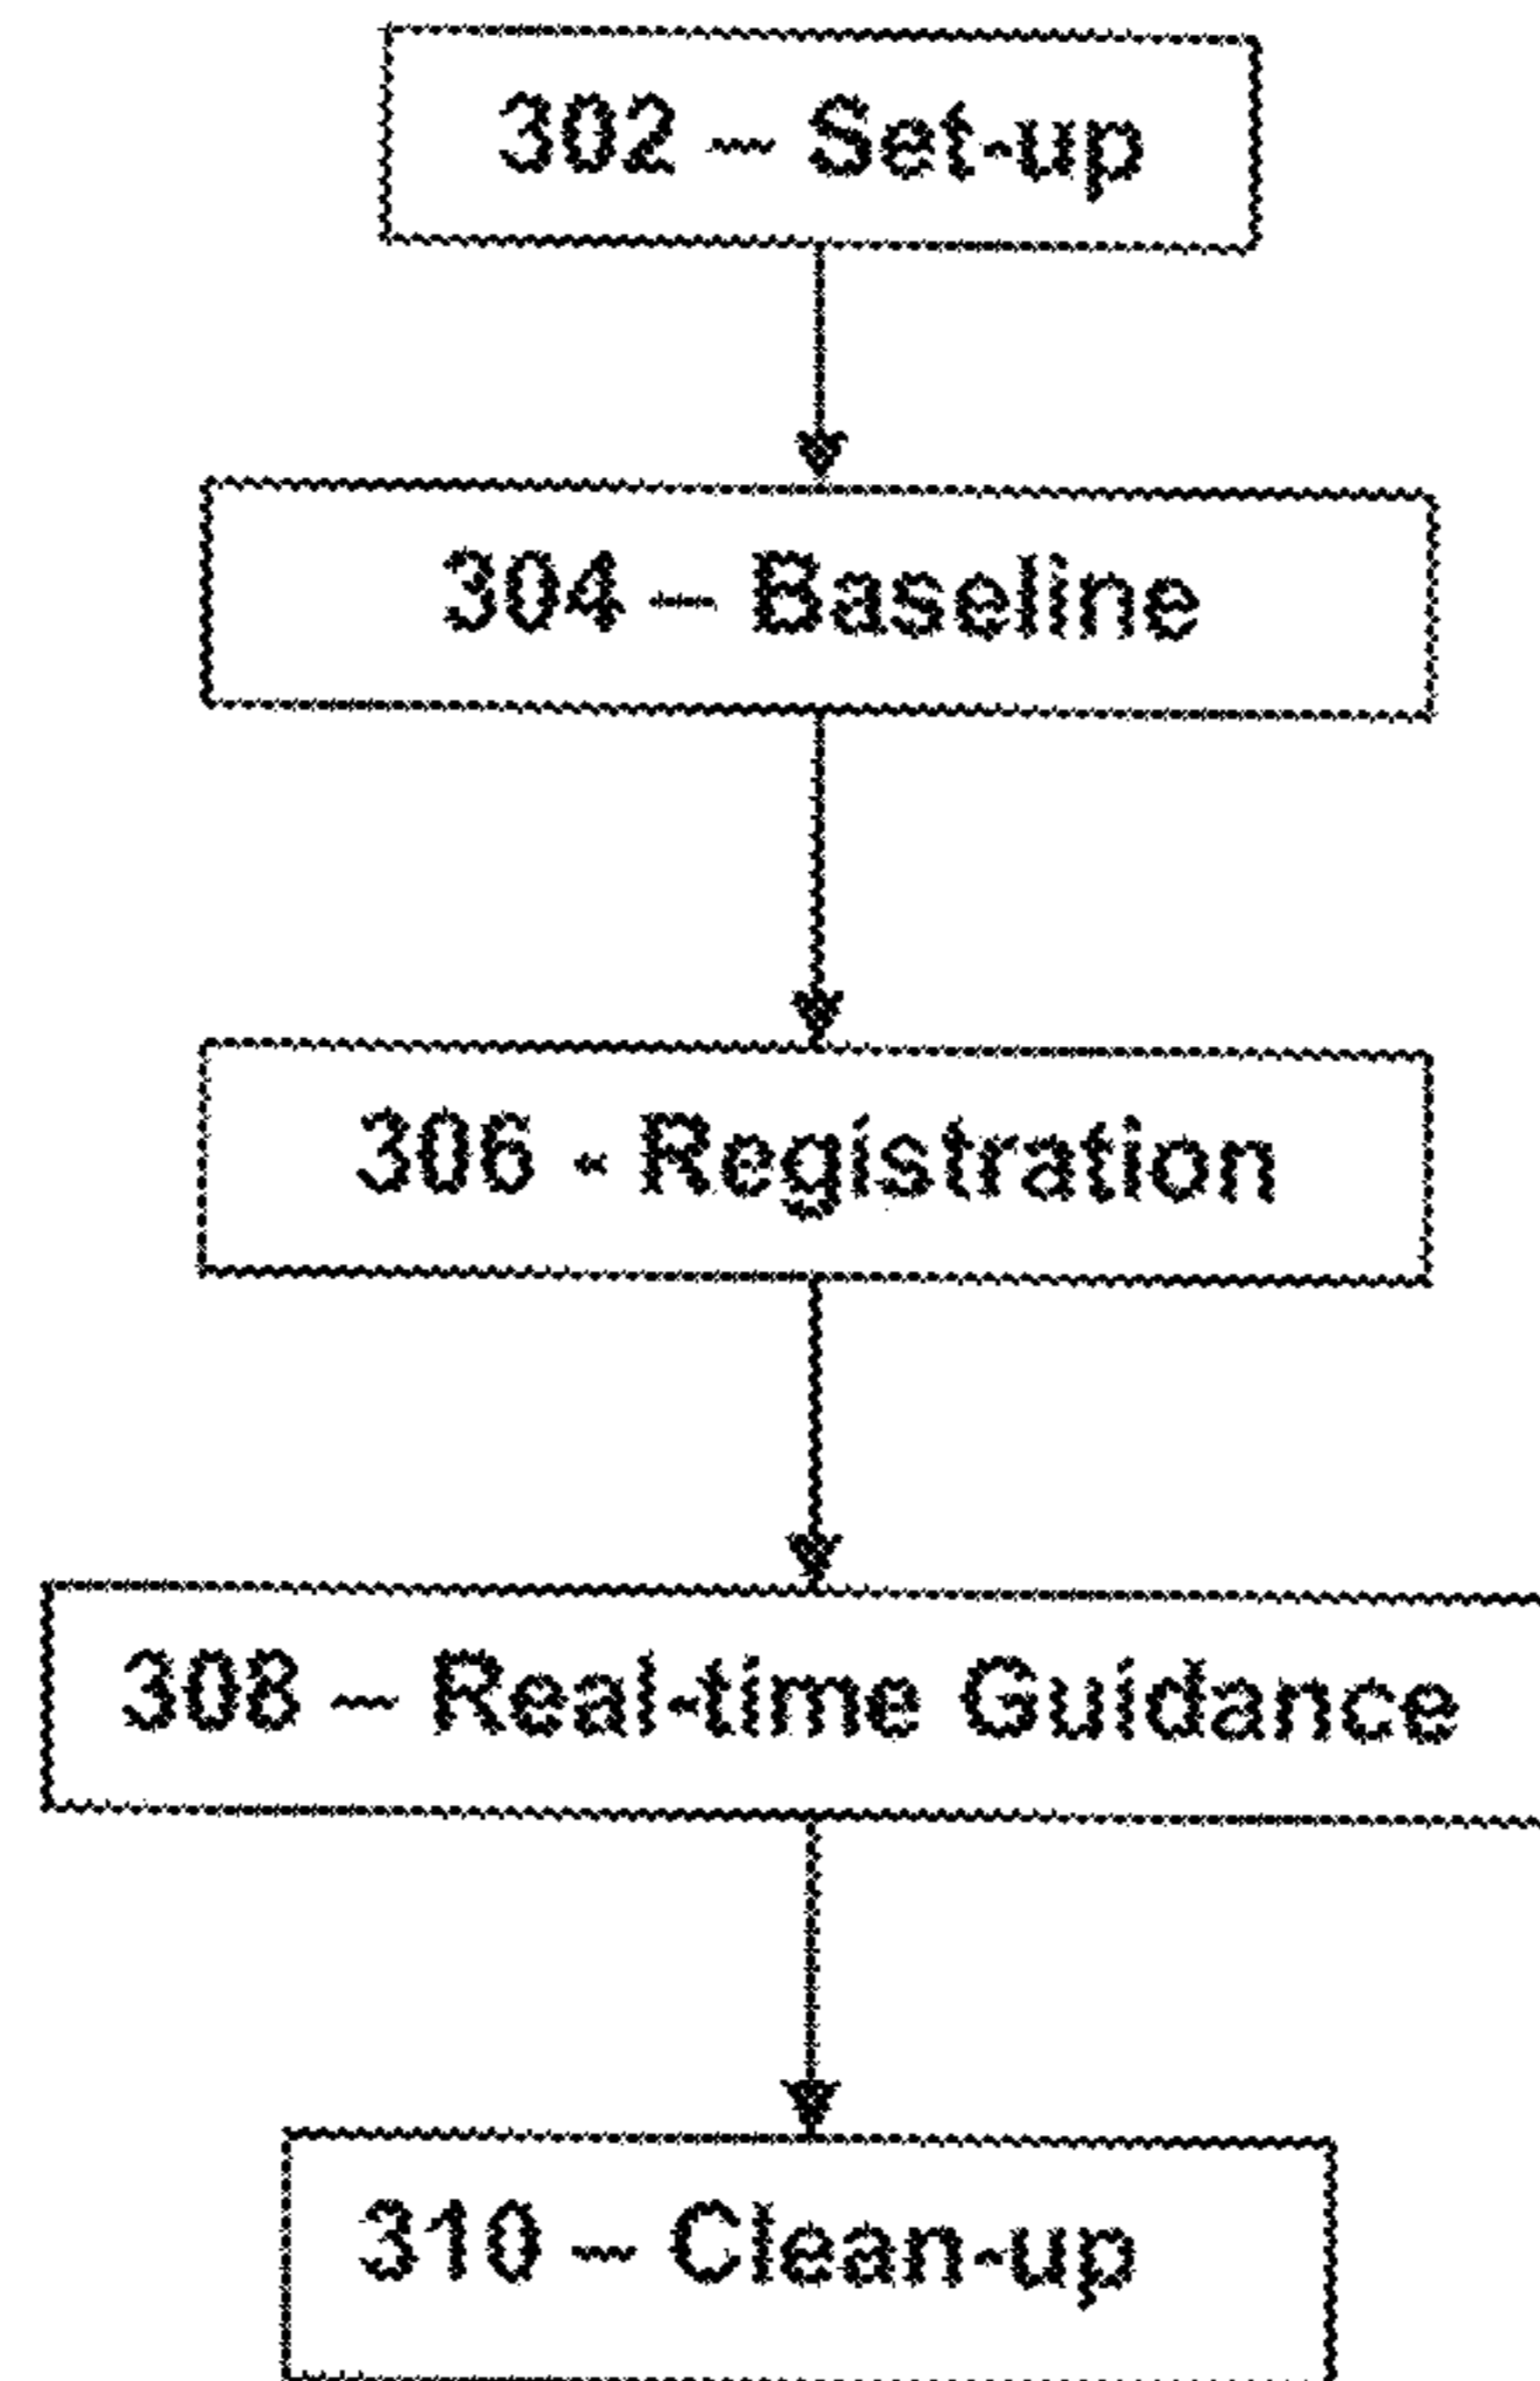 302 – Set-up
304 – Baseline
306 - Registration
308 – Real-time Guidance
310 – Clean-up